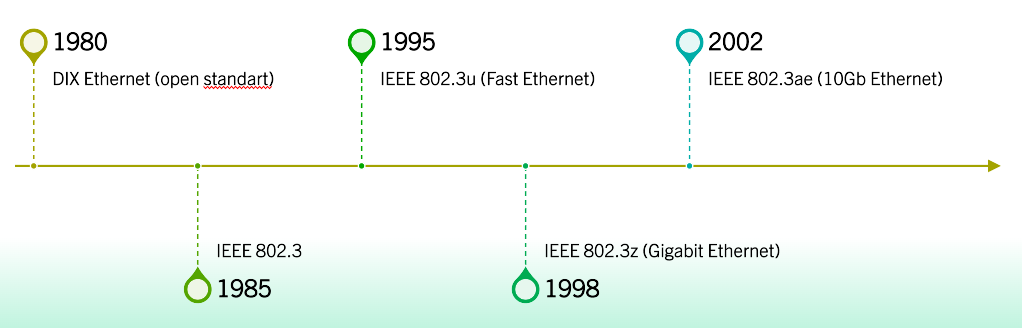 1980
DIX Ethernet (open standart)
1995
IEEE 802.3u (Fast Ethernet)
2002
IEEE 802.3ae (10Gb Ethernet)
IEEE 802.3
1985
IEEE 802.3z (Gigabit Ethernet)
1998